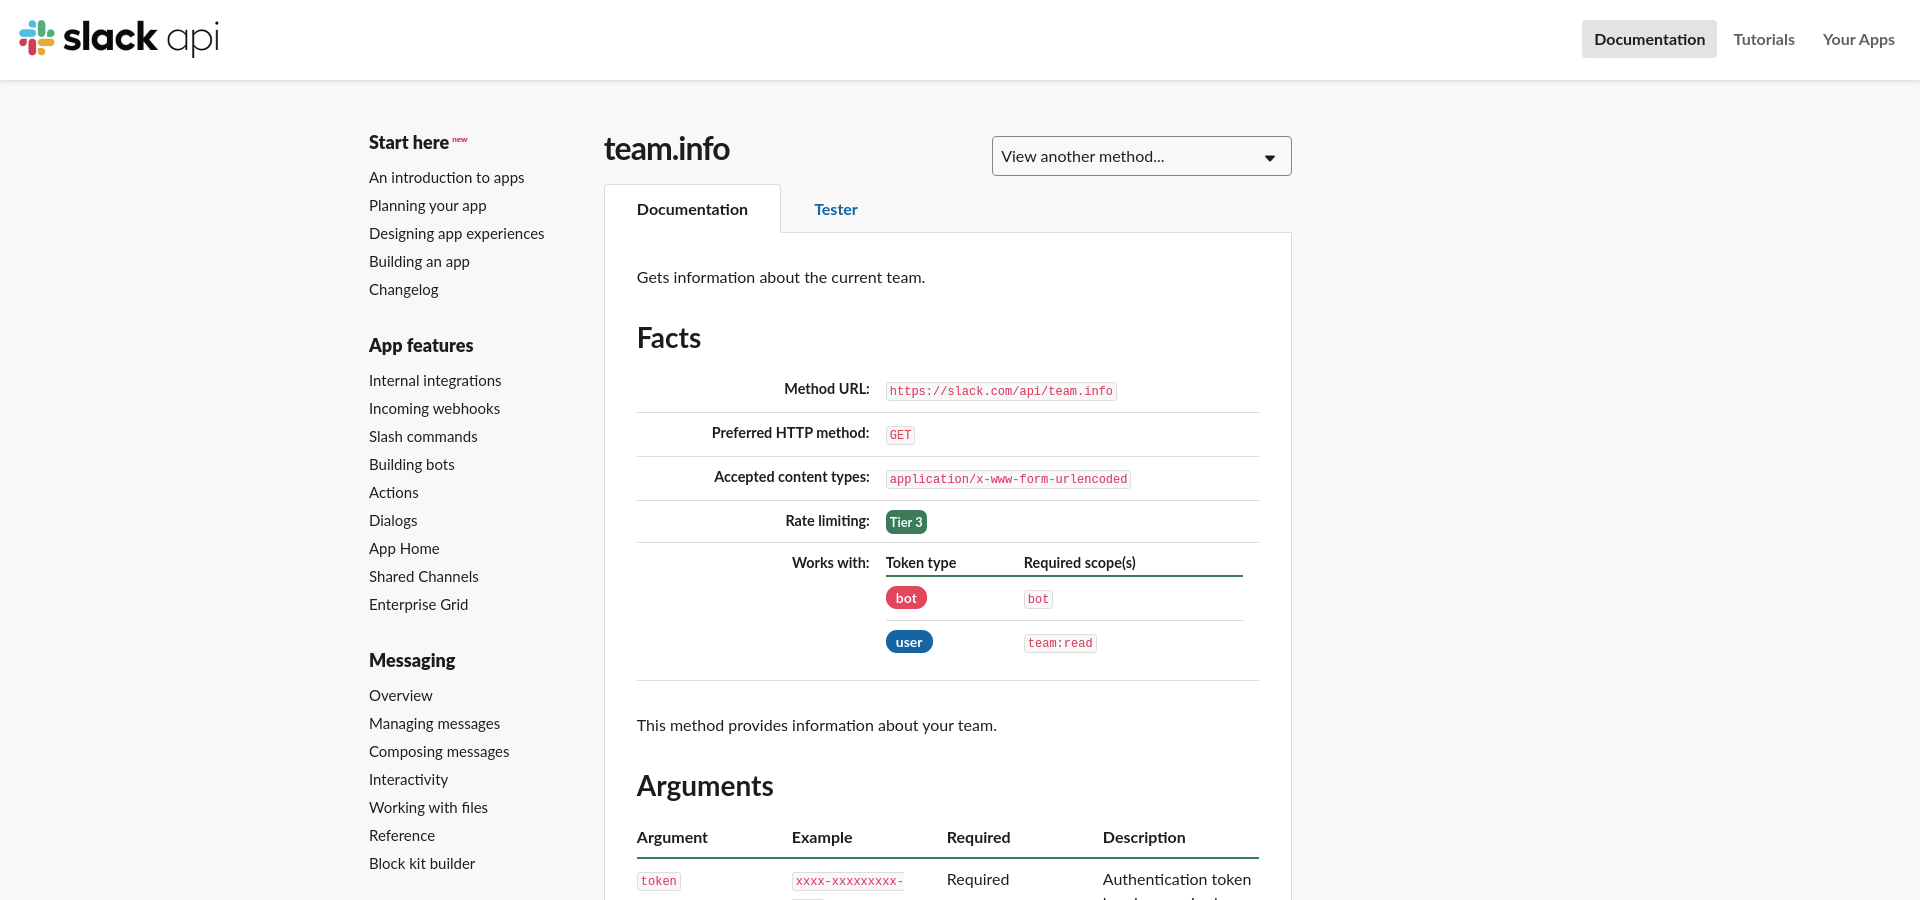 slack api
Documentation
Tutorials
Your Apps
Start here new
An introduction to apps
Planning your app
Designing app experiences
Building an app
Changelog
App features
Internal integrations
Incoming webhooks
Slash commands
Building bots
Actions
Dialogs
App Home
Shared Channels
Enterprise Grid
Messaging
Overview
Managing messages
Composing messages
Interactivity
Working with files
Reference
Block kit builder
team.info
View another method...
Documentation
Tester
Gets information about the current team.
Facts
Method URL: https://slack.com/api/team.info
Preferred HTTP method: GET
Accepted content types: application/x-www-form-urlencoded
Rate limiting: Tier 3
Works with: Token type Required scope(s)
bot bot
user team:read
This method provides information about your team.
Arguments
Argument Example Required Description
token xxxx-xxxxxxxxx- Required Authentication token